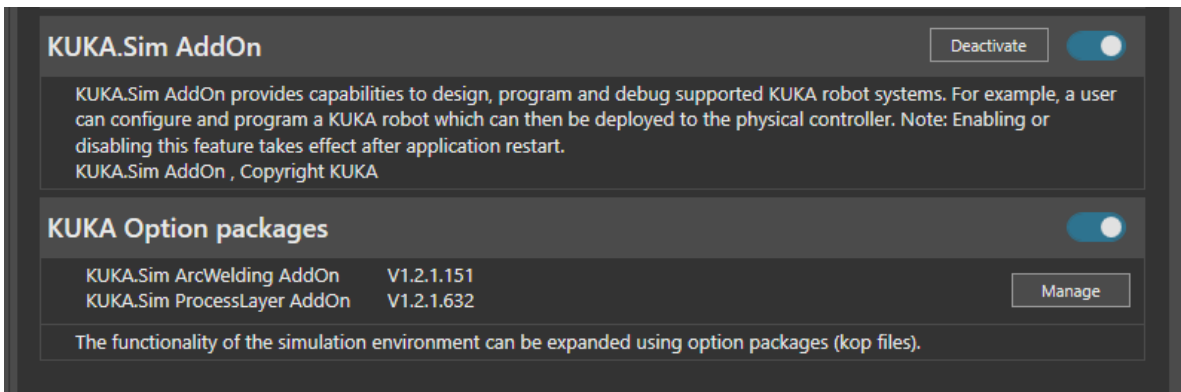 KUKA.Sim AddOn
Deactivate
KUKA.Sim AddOn provides capabilities to design, program and debug supported KUKA robot systems. For example, a user
can configure and program a KUKA robot which can then be deployed to the physical controller. Note: Enabling or
disabling this feature takes effect after application restart.
KUKA.Sim AddOn , Copyright KUKA
KUKA Option packages
KUKA.Sim ArcWelding AddOn V1.2.1.151
KUKA.Sim ProcessLayer AddOn V1.2.1.632
Manage
The functionality of the simulation environment can be expanded using option packages (kop files).